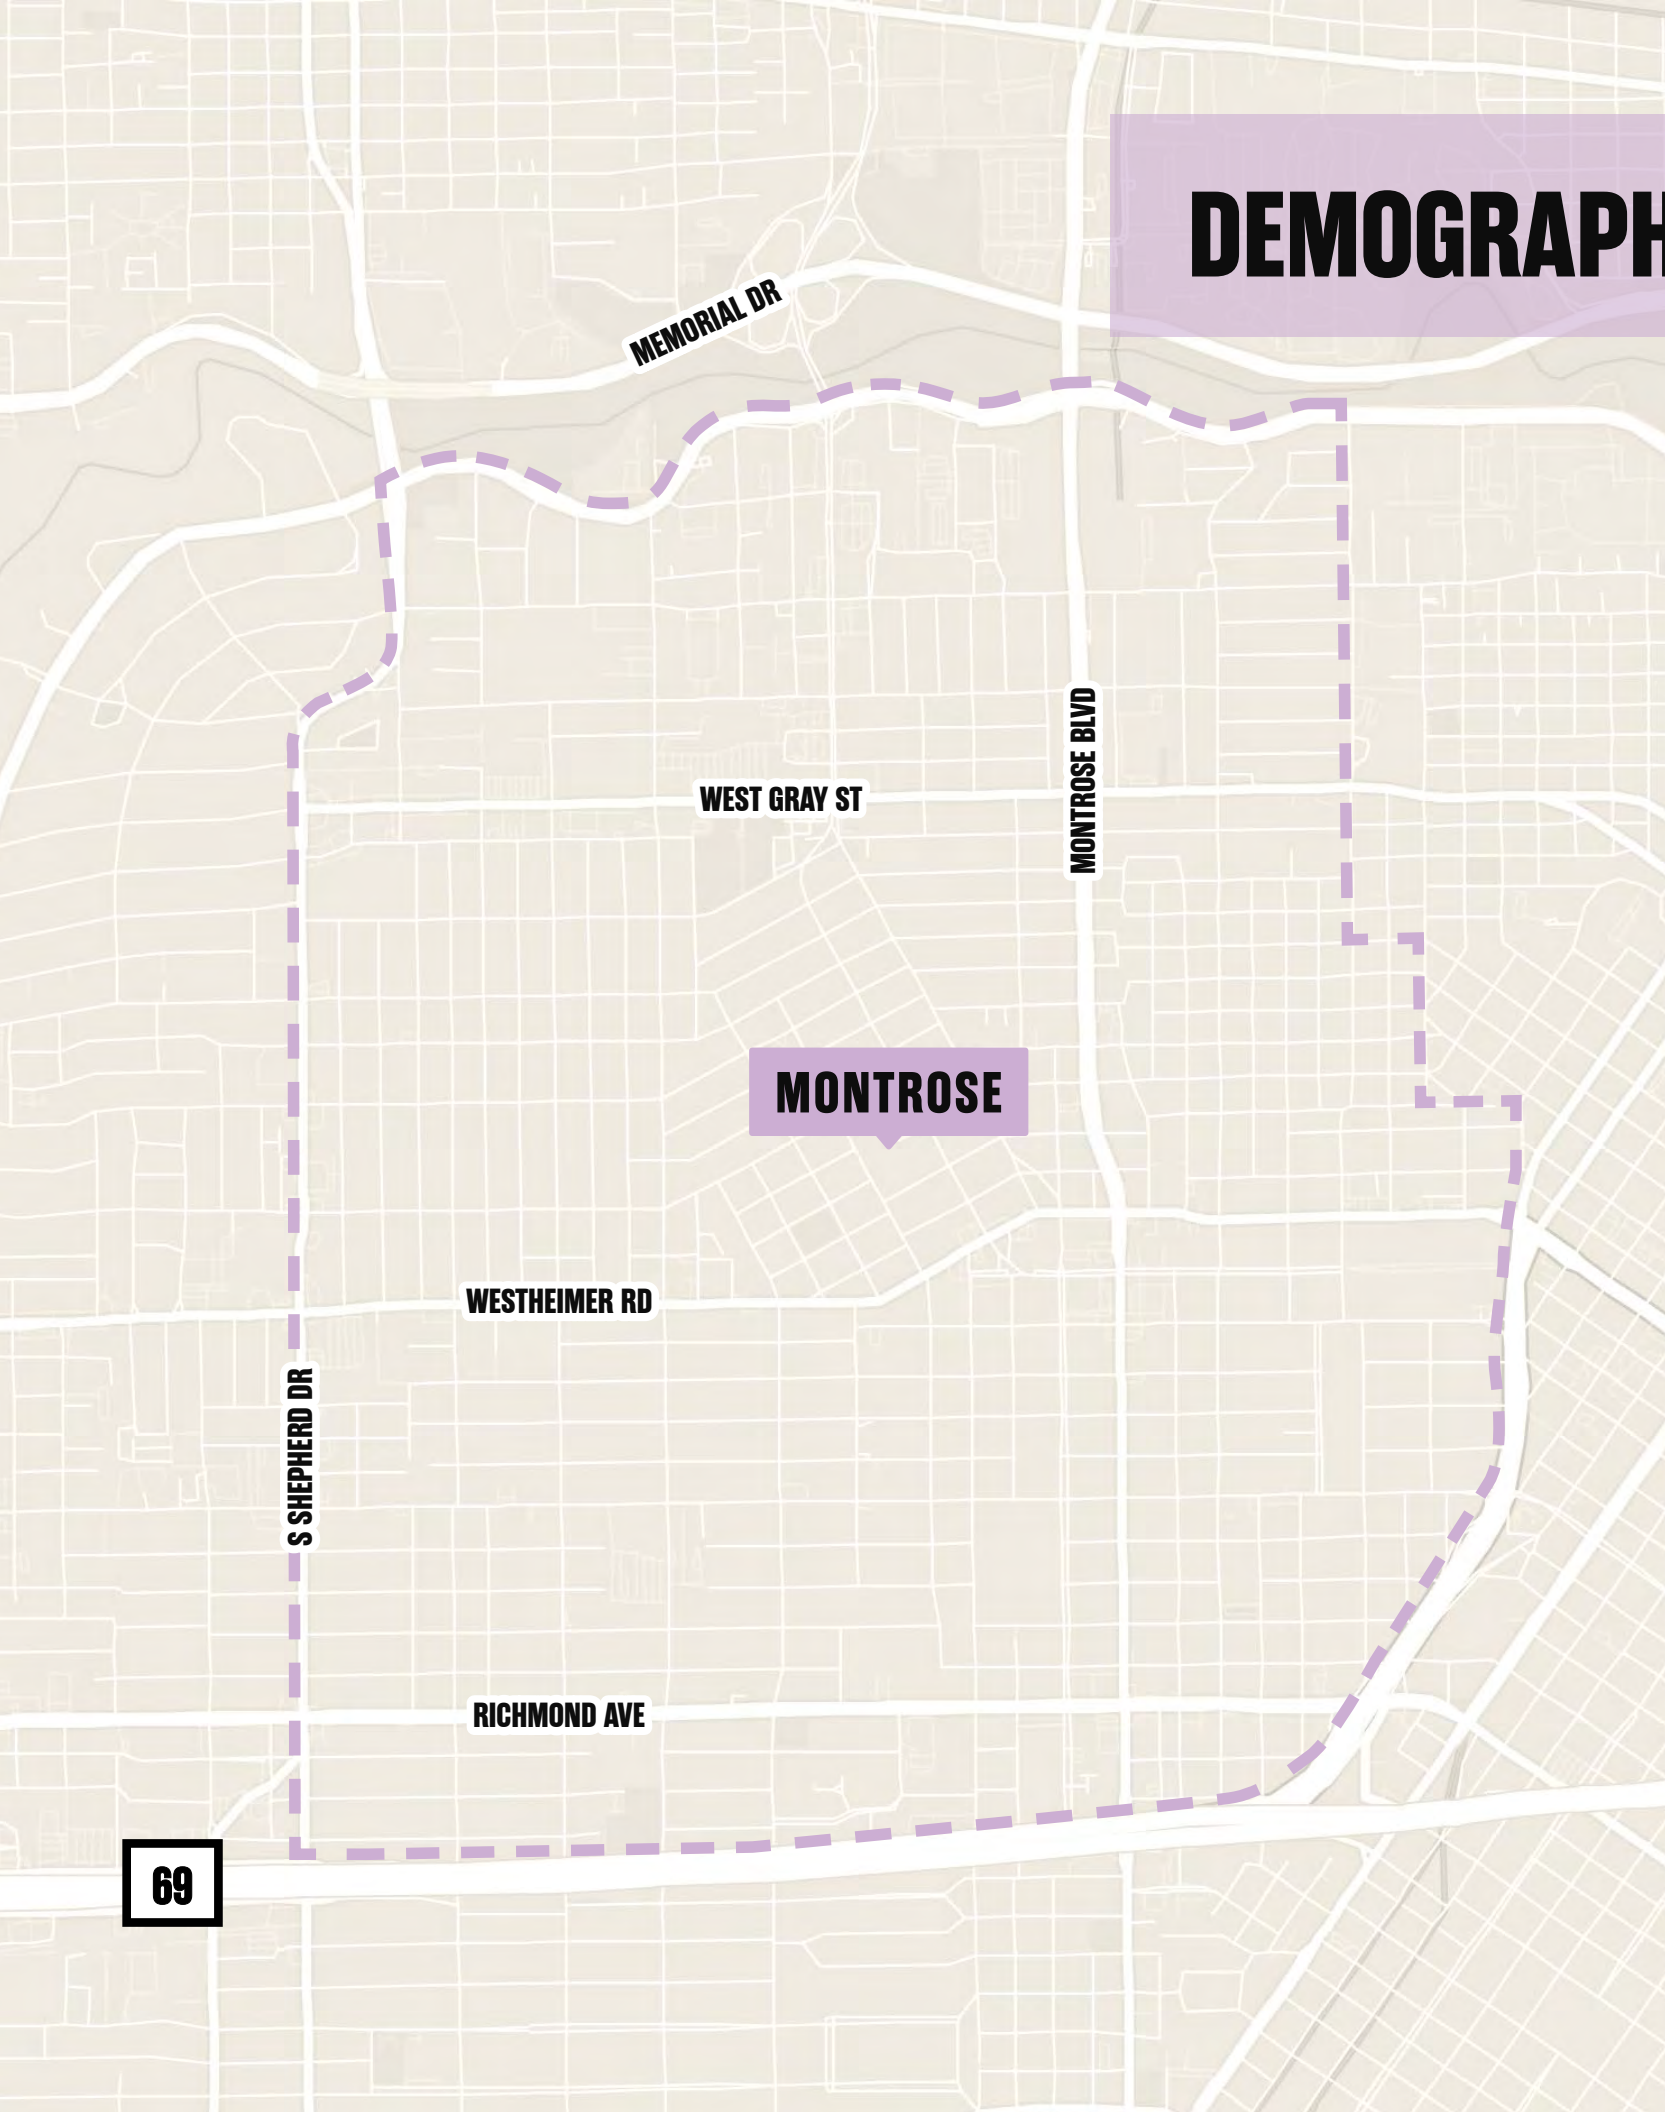 DEMOGRAPH
MEMORIAL DR
MONTROSE BLVD
WEST GRAY ST
MONTROSE
WESTHEIMER RD
S SHEPHERD DR
RICHMOND AVE
69